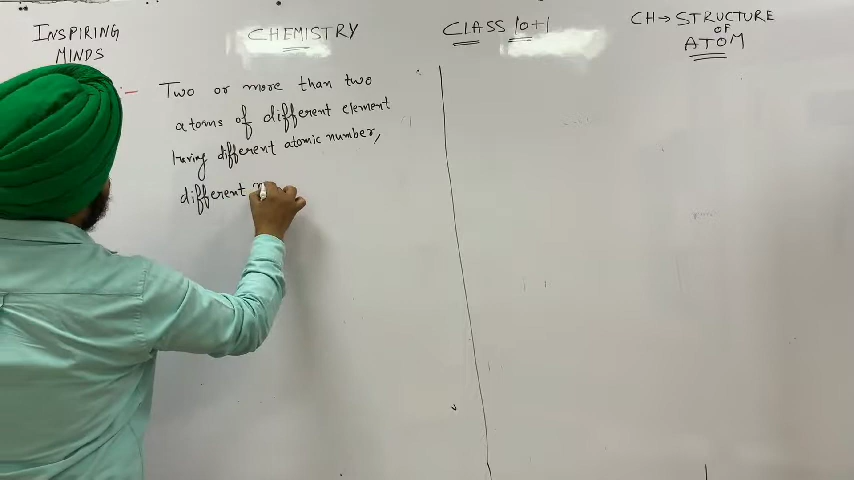 INSPIRING
MINDS
CHEMISTRY
CLASS 10+1
CH→ STRUCTURE
OF
ATOM
Two or more than two
atoms of different element
having different atomic number,
different